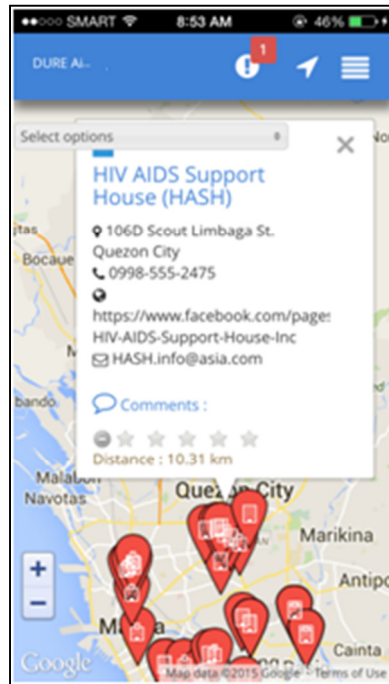 SMART 8:53 AM 46%
DURE Ai...
1
Select options
HIV AIDS Support
House (HASH)
106D Scout Limbaga St.
Quezon City
0998-555-2475
https://www.facebook.com/page
HIV-AIDS-Support-House-Inc
HASH.info@asia.com
Comments :
Distance : 10.31 km
Bocaue
bando
Malabon
Navotas
Quezon City
Marikina
Antipo
Cainta
+
−
Google
Map data ©2015 Google Terms of Use